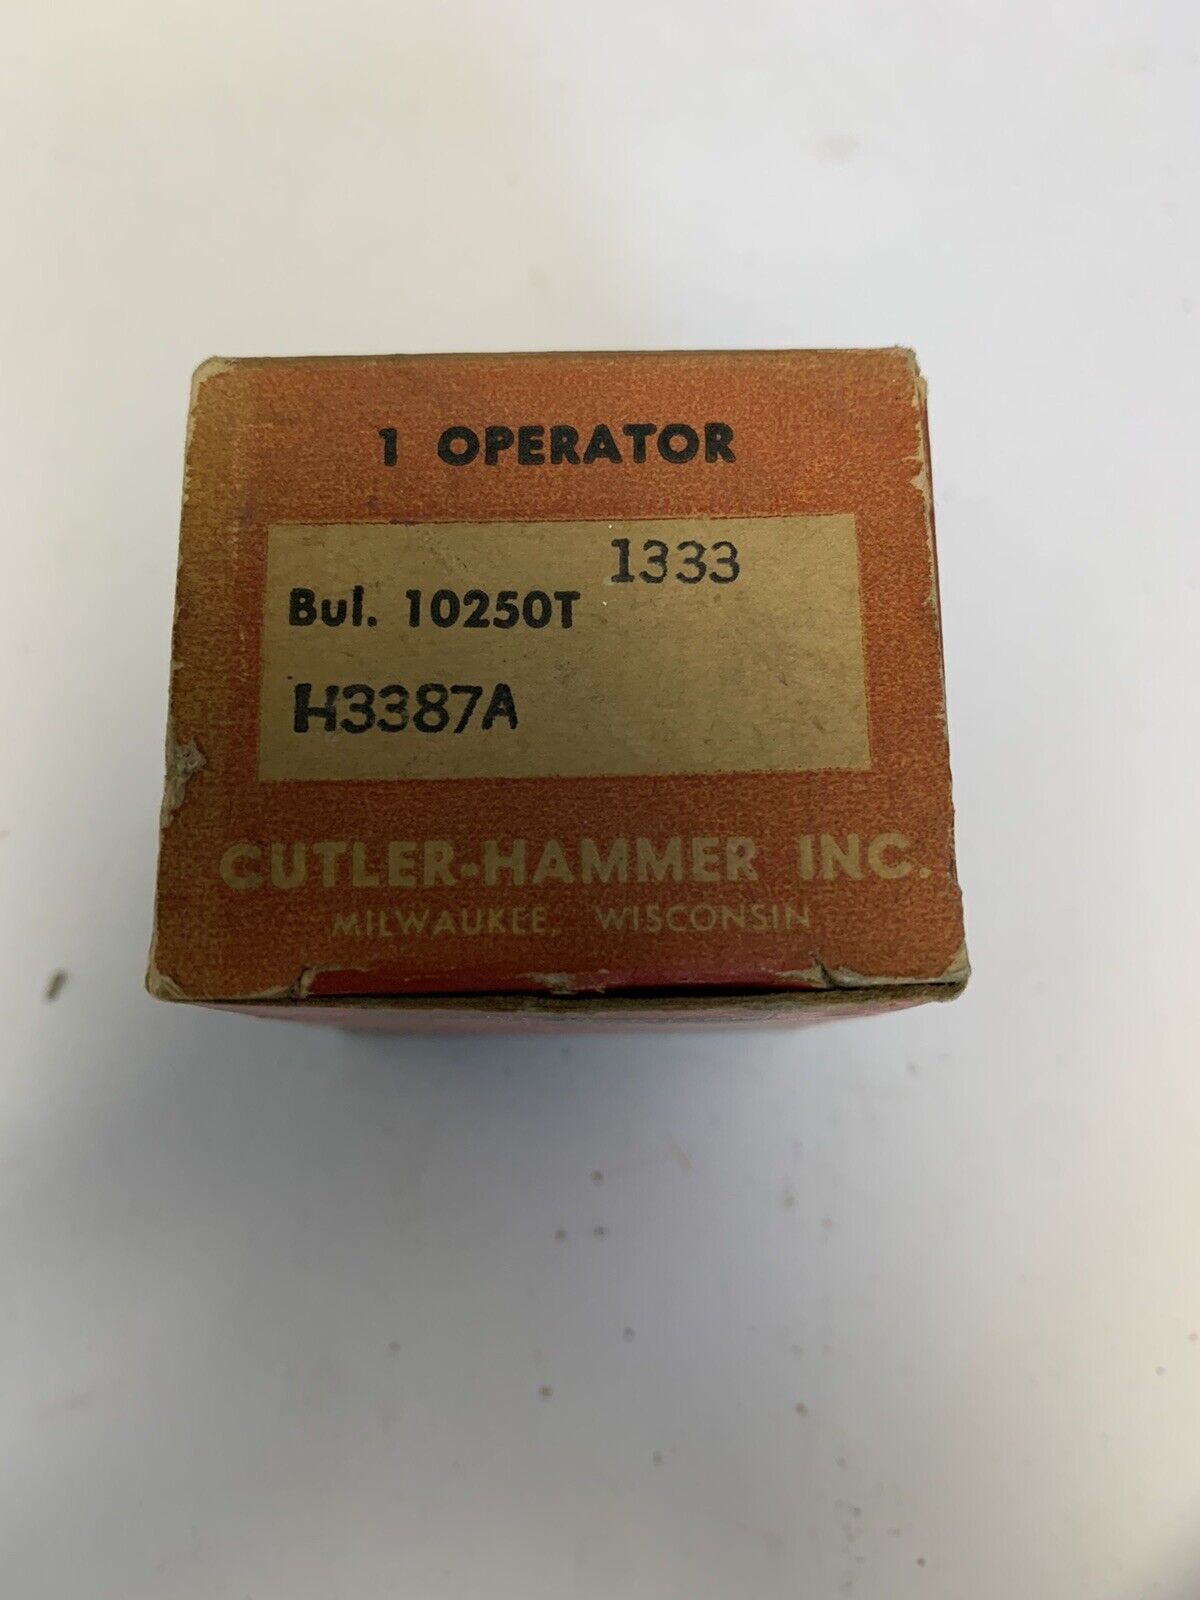 1 OPERATOR
Bul. 10250T 1333
H3387A
CUTLER-HAMMER INC.
MILWAUKEE, WISCONSIN